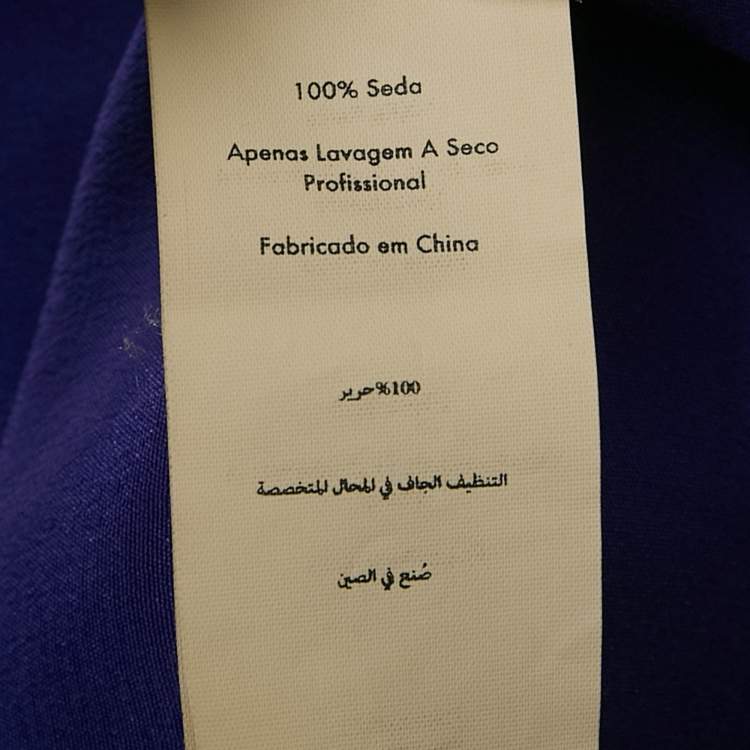 100% Seda
Apenas Lavagem A Seco
Profissional
Fabricado em China
100%حرير
التنظيف الجاف في المحال المتخصصة
صُنع في الصين